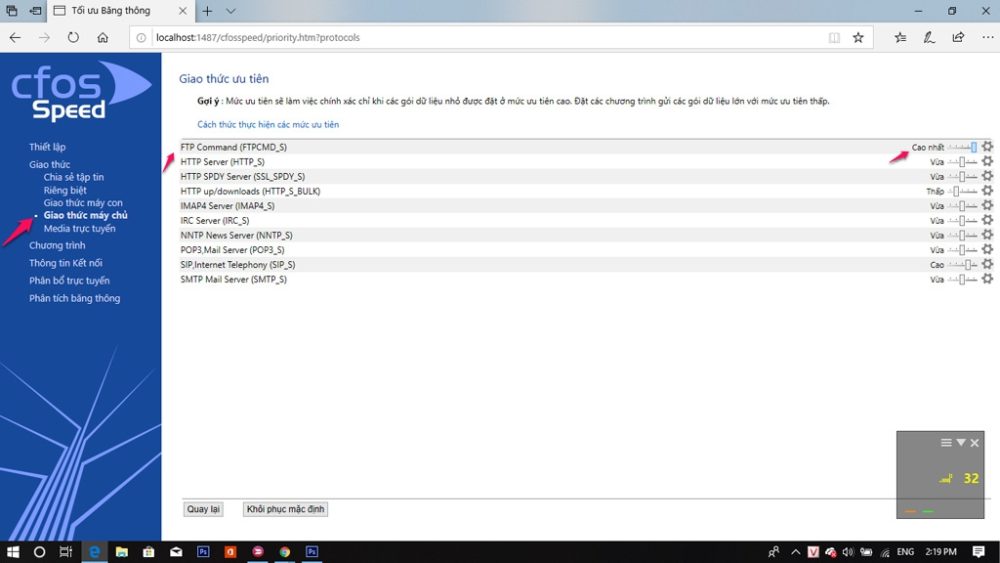 Tối ưu Băng thông
localhost:1487/cfosspeed/priority.htm?protocols
cfos
Speed
Thiết lập
Giao thức
Chia sẻ tập tin
Riêng biệt
Giao thức máy con
Giao thức máy chủ
Media trực tuyến
Chương trình
Thông tin Kết nối
Phân bổ trực tuyến
Phân tích băng thông
Giao thức ưu tiên
Gợi ý : Mức ưu tiên sẽ làm việc chính xác chỉ khi các gói dữ liệu nhỏ được đặt ở mức ưu tiên cao. Đặt các chương trình gửi các gói dữ liệu lớn với mức ưu tiên thấp.
Cách thức thực hiện các mức ưu tiên
FTP Command (FTPCMD_S) Cao nhất
HTTP Server (HTTP_S) Vừa
HTTP SPDY Server (SSL_SPDY_S) Vừa
HTTP up/downloads (HTTP_S_BULK) Thấp
IMAP4 Server (IMAP4_S) Vừa
IRC Server (IRC_S) Vừa
NNTP News Server (NNTP_S) Vừa
POP3,Mail Server (POP3_S) Vừa
SIP,Internet Telephony (SIP_S) Cao
SMTP Mail Server (SMTP_S) Vừa
32
Quay lại Khôi phục mặc định
ENG 2:19 PM